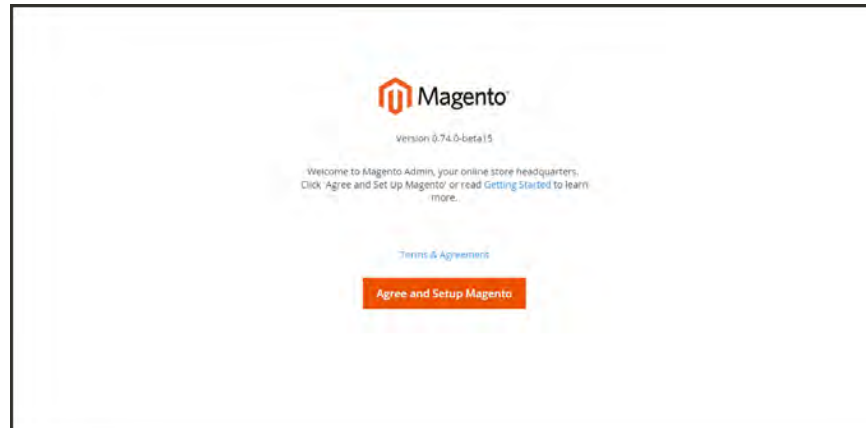 Magento
Version 0.74.0-beta15
Welcome to Magento Admin, your online store headquarters.
Click 'Agree and Set Up Magento' or read Getting Started to learn
more.
Terms & Agreement
Agree and Setup Magento